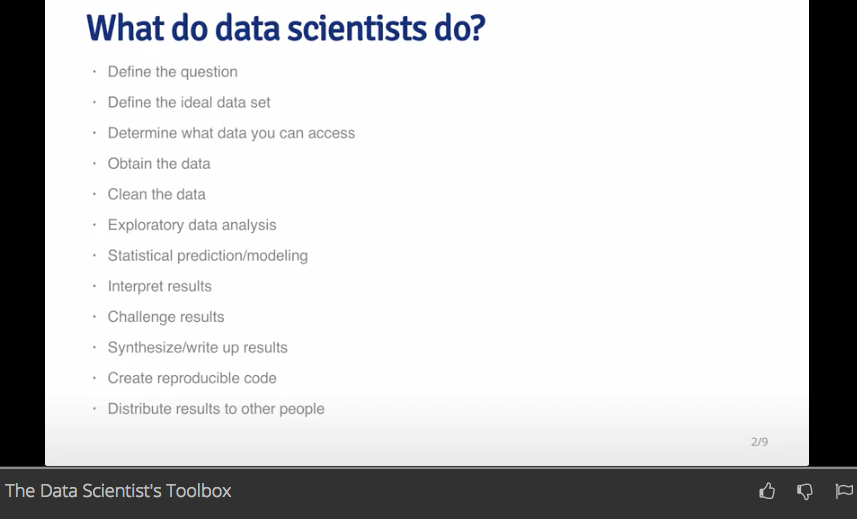 What do data scientists do?
· Define the question
· Define the ideal data set
· Determine what data you can access
· Obtain the data
· Clean the data
· Exploratory data analysis
· Statistical prediction/modeling
· Interpret results
· Challenge results
· Synthesize/write up results
· Create reproducible code
· Distribute results to other people
2/9
The Data Scientist's Toolbox